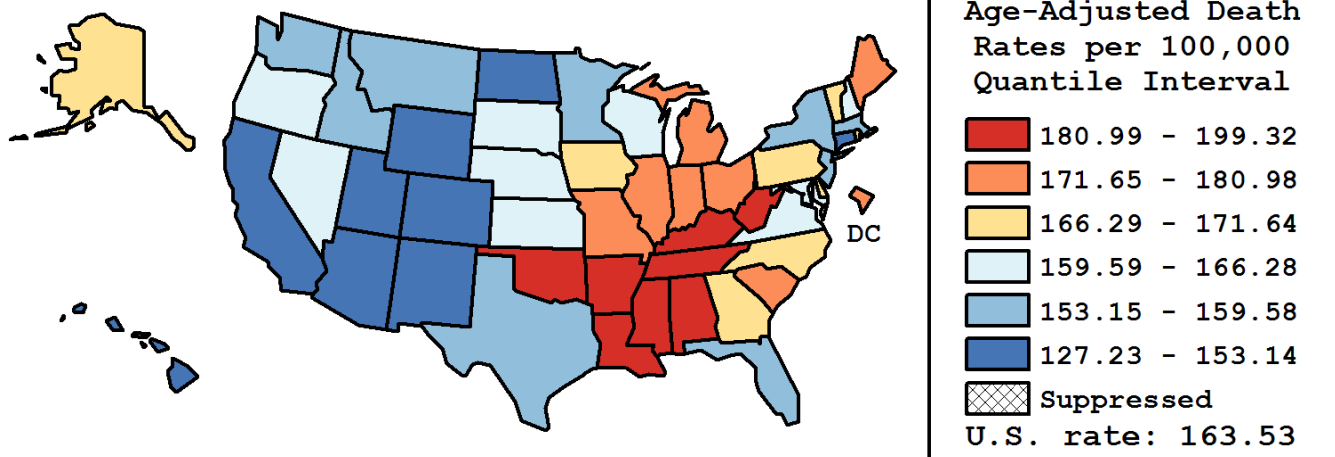 Age-Adjusted Death
Rates per 100,000
Quantile Interval
180.99 - 199.32
171.65 - 180.98
166.29 - 171.64
159.59 - 166.28
153.15 - 159.58
127.23 - 153.14
Suppressed
U.S. rate: 163.53
DC